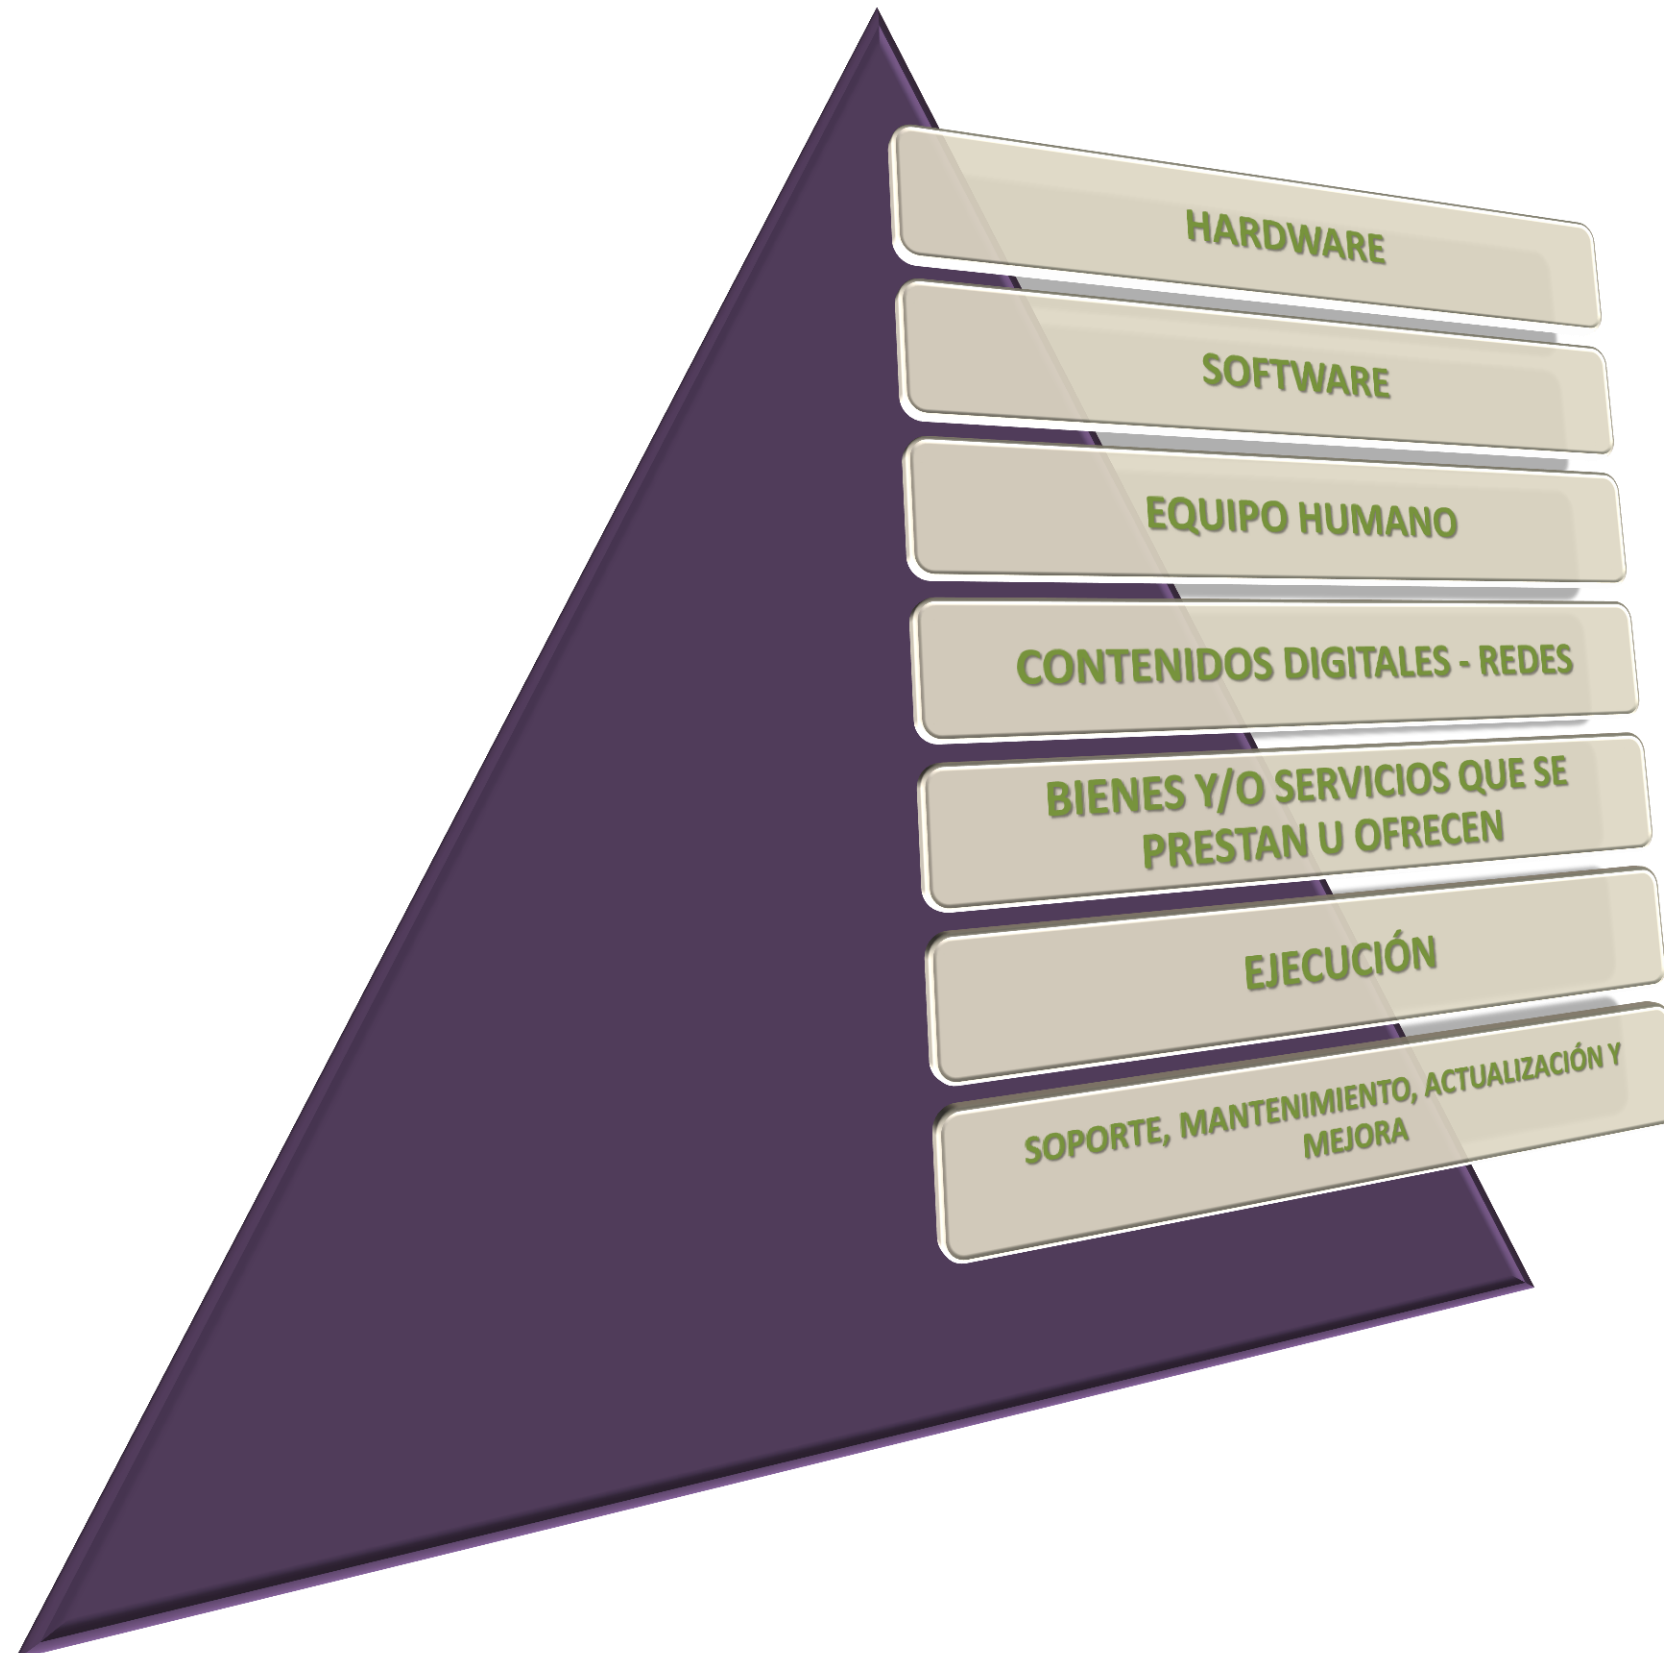 HARDWARE
SOFTWARE
EQUIPO HUMANO
CONTENIDOS DIGITALES - REDES
BIENES Y/O SERVICIOS QUE SE
PRESTAN U OFRECEN
EJECUCIÓN
SOPORTE, MANTENIMIENTO, ACTUALIZACIÓN Y
MEJORA